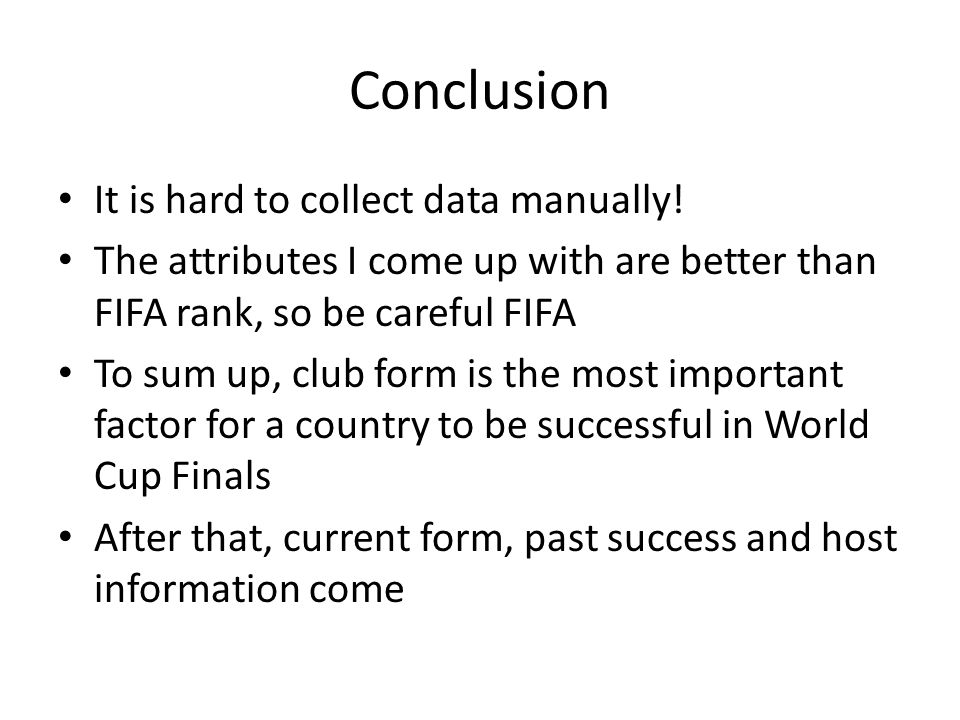 Conclusion
• It is hard to collect data manually!
• The attributes I come up with are better than
FIFA rank, so be careful FIFA
• To sum up, club form is the most important
factor for a country to be successful in World
Cup Finals
• After that, current form, past success and host
information come